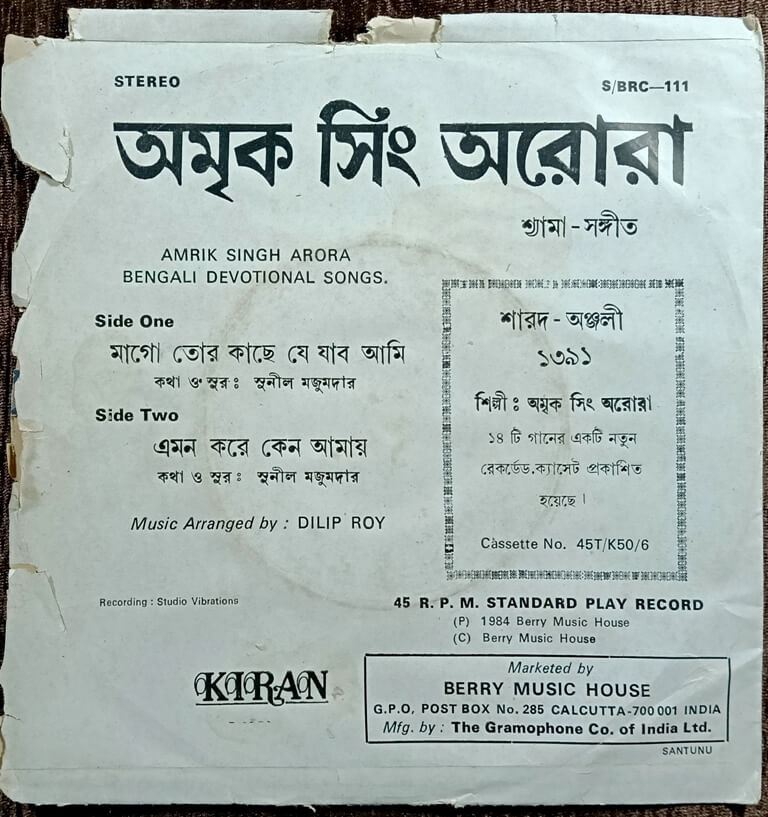 STEREO
S/BRC—111
অমৃক সিং অরোরা
শ্যামা - সঙ্গীত
AMRIK SINGH ARORA
BENGALI DEVOTIONAL SONGS.
Side One
মাগো তোর কাছে যে যাব আমি
কথা ও সুর : সুনীল মজুমদার
Side Two
এমন করে কেন আমায়
কথা ও সুর : সুনীল মজুমদার
Music Arranged by : DILIP ROY
শারদ - অঞ্জলী
১৩৯১
শিল্পী : অমৃক সিং অরোরা
১৪ টি গানের একটি নতুন
রেকর্ডেড.ক্যাসেট প্রকাশিত
হয়েছে ।
Cassette No. 45T/K50/6
Recording : Studio Vibrations
45 R. P. M. STANDARD PLAY RECORD
(P) 1984 Berry Music House
(C) Berry Music House
KIRAN
Marketed by
BERRY MUSIC HOUSE
G.P.O. POST BOX No. 285 CALCUTTA-700 001 INDIA
Mfg. by : The Gramophone Co. of India Ltd.
SANTUNU